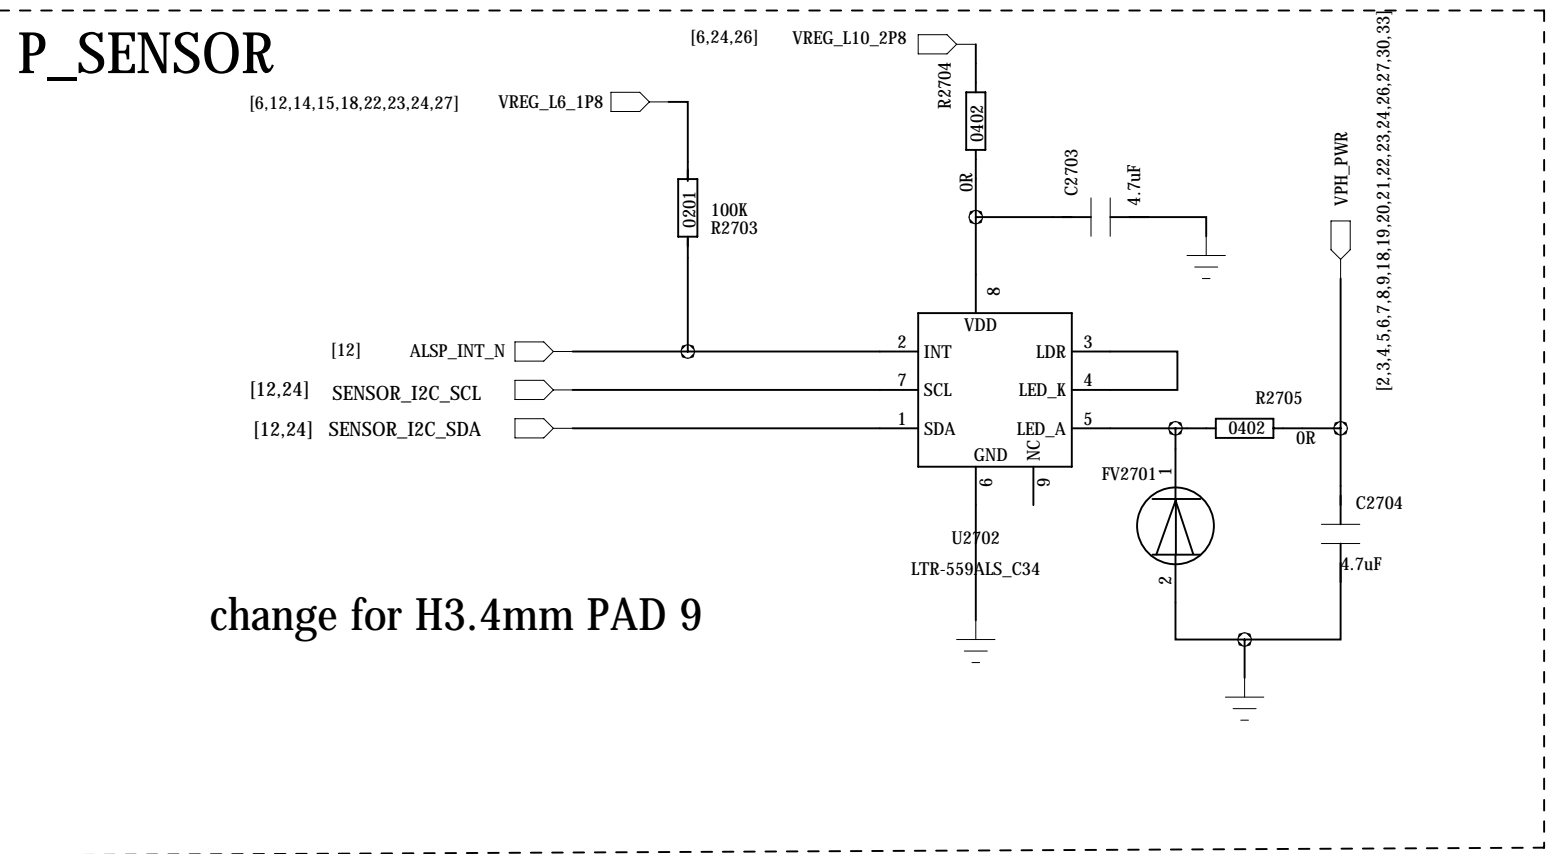 P_SENSOR
[6,24,26] VREG_L10_2P8
[6,12,14,15,18,22,23,24,27] VREG_L6_1P8
R2704
0402
0R
C2703
4.7uF
VPH_PWR
[2,3,4,5,6,7,8,9,18,19,20,21,22,23,24,26,27,30,33]
0201
100K
R2703
8
VDD
[12] ALSP_INT_N
2 INT
LDR 3
[12,24] SENSOR_I2C_SCL
7 SCL
LED_K 4
[12,24] SENSOR_I2C_SDA
1 SDA
LED_A 5
GND
NC
6
9
R2705
0402
0R
FV2701
1
2
C2704
4.7uF
U2702
LTR-559ALS_C34
change for H3.4mm PAD 9